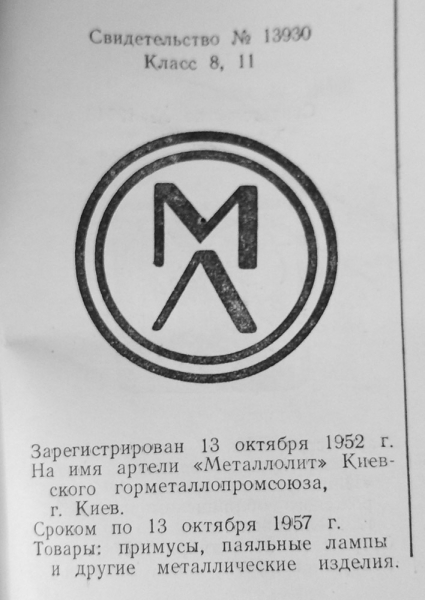 Свидетельство № 13930
Класс 8, 11
М
Л
Зарегистрирован 13 октября 1952 г.
На имя артели «Металлолит» Киев-
ского горметаллопромсоюза,
г. Киев.
Сроком по 13 октября 1957 г.
Товары: примусы, паяльные лампы
и другие металлические изделия.